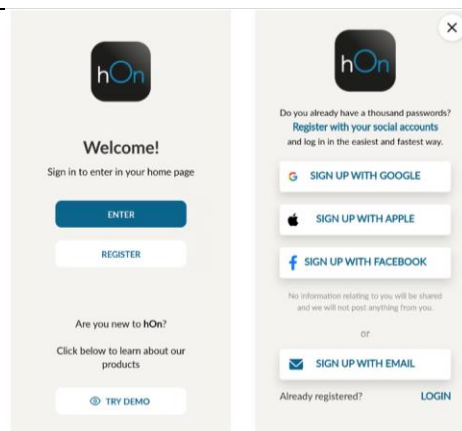 hOn
Welcome!
Sign in to enter in your home page
ENTER
REGISTER
Are you new to hOn?
Click below to learn about our
products
TRY DEMO
hOn
Do you already have a thousand passwords?
Register with your social accounts
and log in in the easiest and fastest way.
SIGN UP WITH GOOGLE
SIGN UP WITH APPLE
SIGN UP WITH FACEBOOK
No information relating to you will be shared
and we will not post anything from you.
or
SIGN UP WITH EMAIL
Already registered? LOGIN